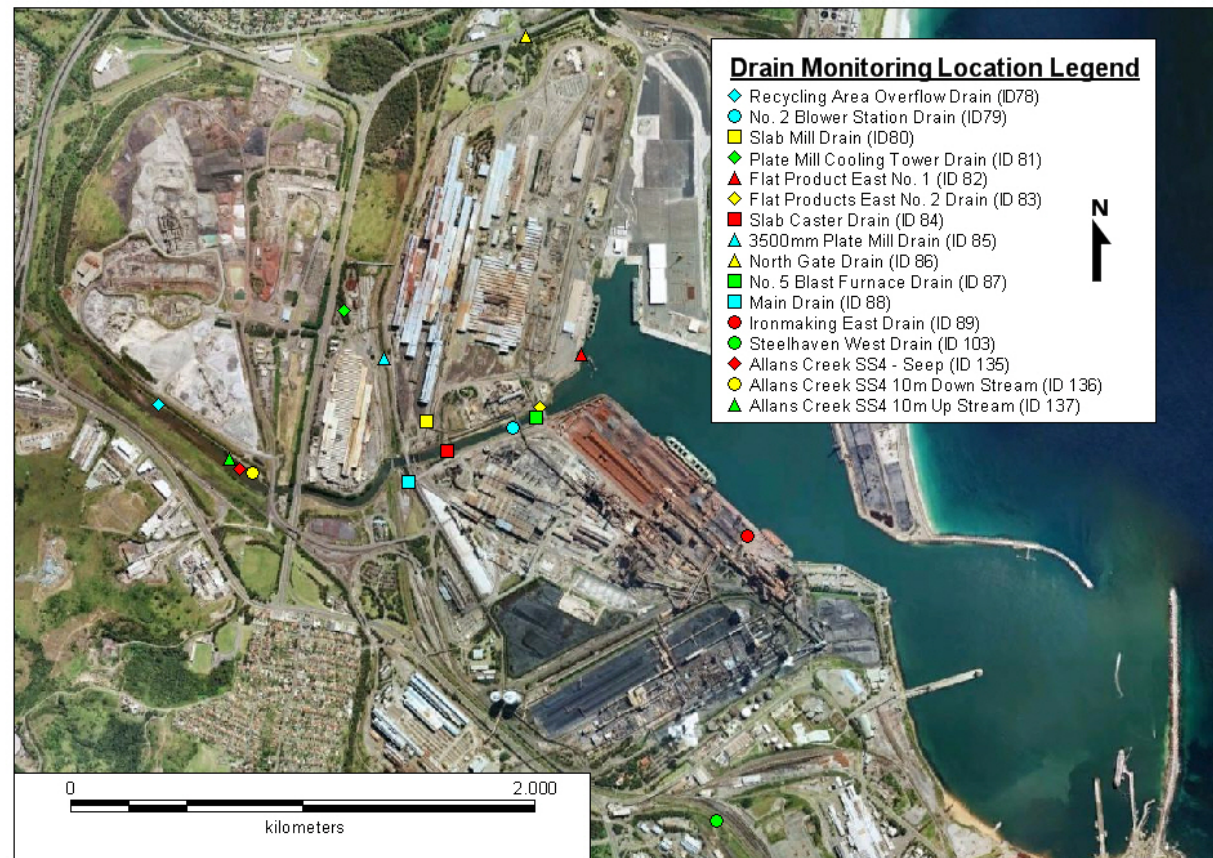 Drain Monitoring Location Legend
Recycling Area Overflow Drain (ID78)
No. 2 Blower Station Drain (ID79)
Slab Mill Drain (ID80)
Plate Mill Cooling Tower Drain (ID 81)
Flat Product East No. 1 (ID 82)
Flat Products East No. 2 Drain (ID 83)
Slab Caster Drain (ID 84)
3500mm Plate Mill Drain (ID 85)
North Gate Drain (ID 86)
No. 5 Blast Furnace Drain (ID 87)
Main Drain (ID 88)
Ironmaking East Drain (ID 89)
Steelhaven West Drain (ID 103)
Allans Creek SS4 - Seep (ID 135)
Allans Creek SS4 10m Down Stream (ID 136)
Allans Creek SS4 10m Up Stream (ID 137)
N
0 2.000
kilometers